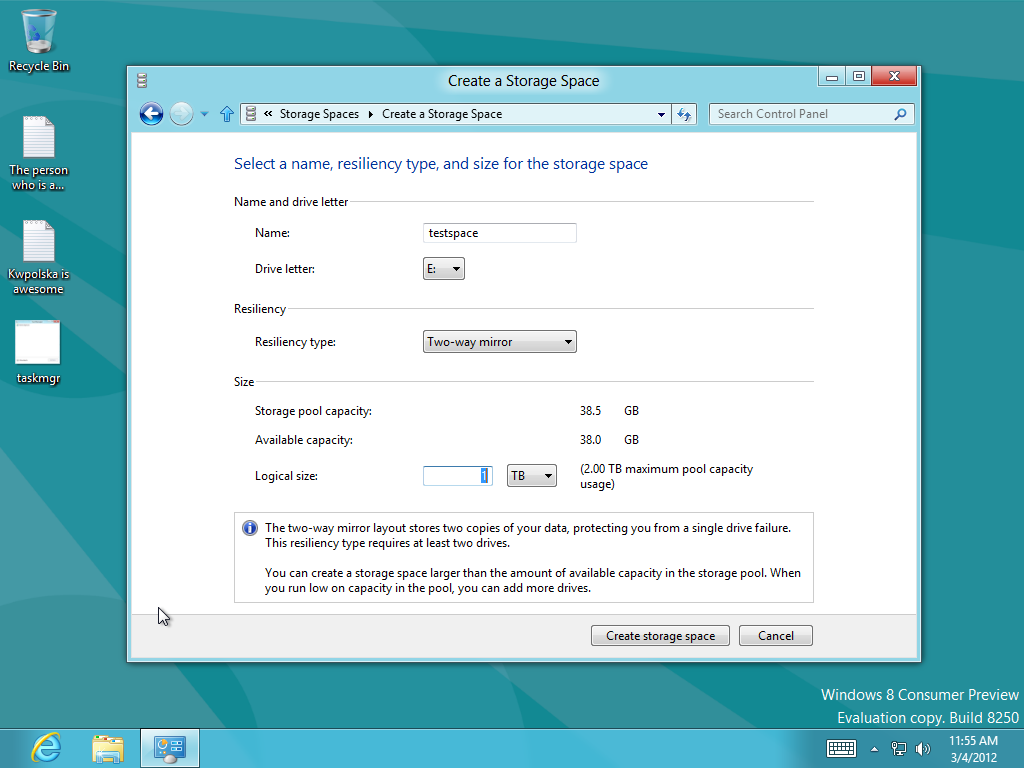 Recycle Bin
The person
who is a...
Kwpolska is
awesome
taskmgr
Create a Storage Space
« Storage Spaces ▸ Create a Storage Space
Search Control Panel
Select a name, resiliency type, and size for the storage space
Name and drive letter
Name: testspace
Drive letter: E:
Resiliency
Resiliency type: Two-way mirror
Size
Storage pool capacity: 38.5 GB
Available capacity: 38.0 GB
Logical size: 1 TB (2.00 TB maximum pool capacity
usage)
The two-way mirror layout stores two copies of your data, protecting you from a single drive failure.
This resiliency type requires at least two drives.
You can create a storage space larger than the amount of available capacity in the storage pool. When
you run low on capacity in the pool, you can add more drives.
Create storage space Cancel
Windows 8 Consumer Preview
Evaluation copy. Build 8250
11:55 AM
3/4/2012